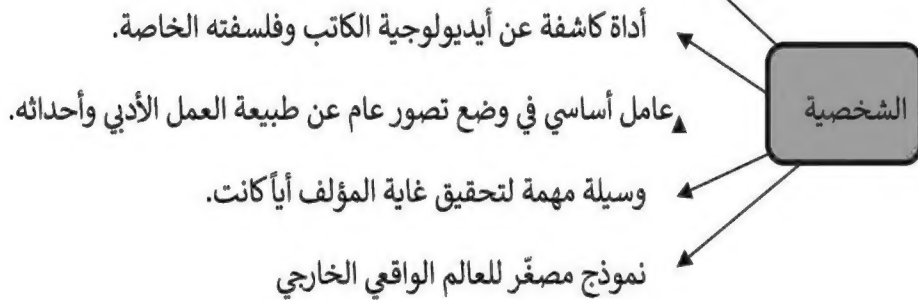 أداة كاشفة عن أيديولوجية الكاتب وفلسفته الخاصة.
الشخصية
عامل أساسي في وضع تصور عام عن طبيعة العمل الأدبي وأحداثه.
وسيلة مهمة لتحقيق غاية المؤلف أياً كانت.
نموذج مصغّر للعالم الواقعي الخارجي